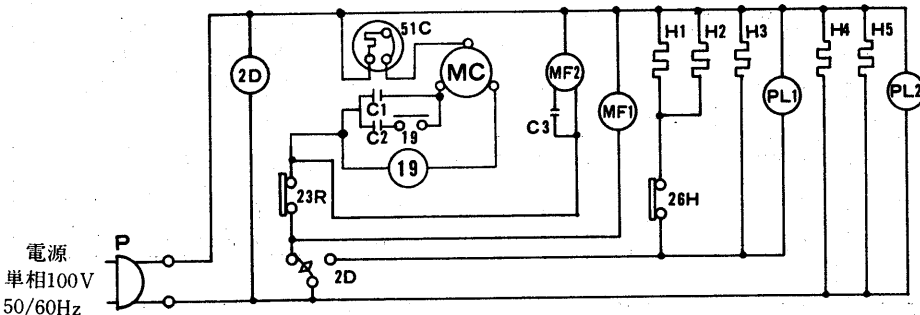 51C
H1
H2
H3
H4
H5
2D
MC
MF2
MF1
PL1
PL2
C1
C2
19
C3
19
23R
26H
2D
P
電源
単相100V
50/60Hz